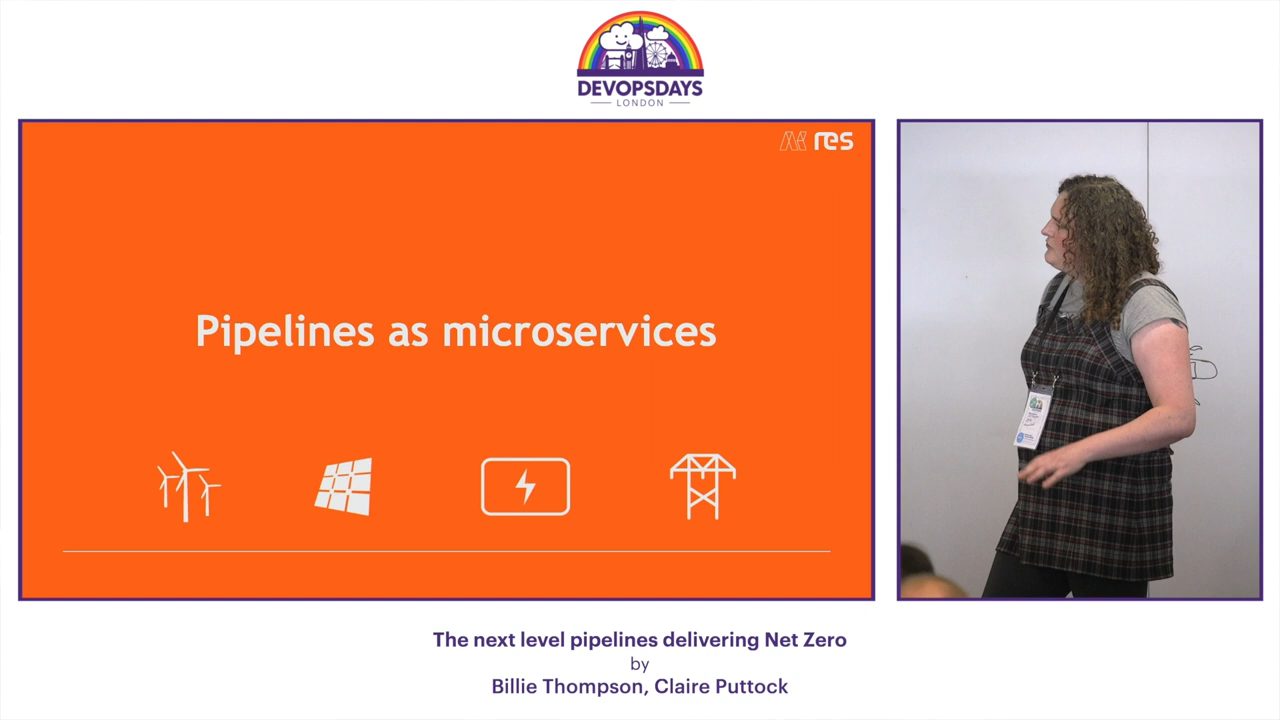 DEVOPSDAYS
LONDON
res
Pipelines as microservices
The next level pipelines delivering Net Zero
by
Billie Thompson, Claire Puttock